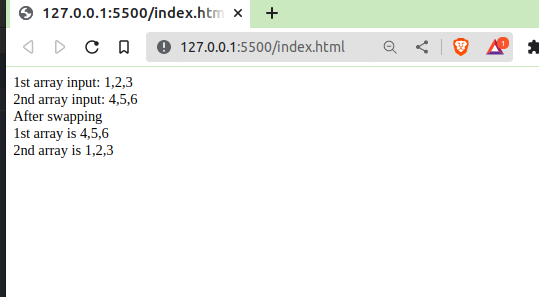 127.0.0.1:5500/index.htm
127.0.0.1:5500/index.html
1
1st array input: 1,2,3
2nd array input: 4,5,6
After swapping
1st array is 4,5,6
2nd array is 1,2,3